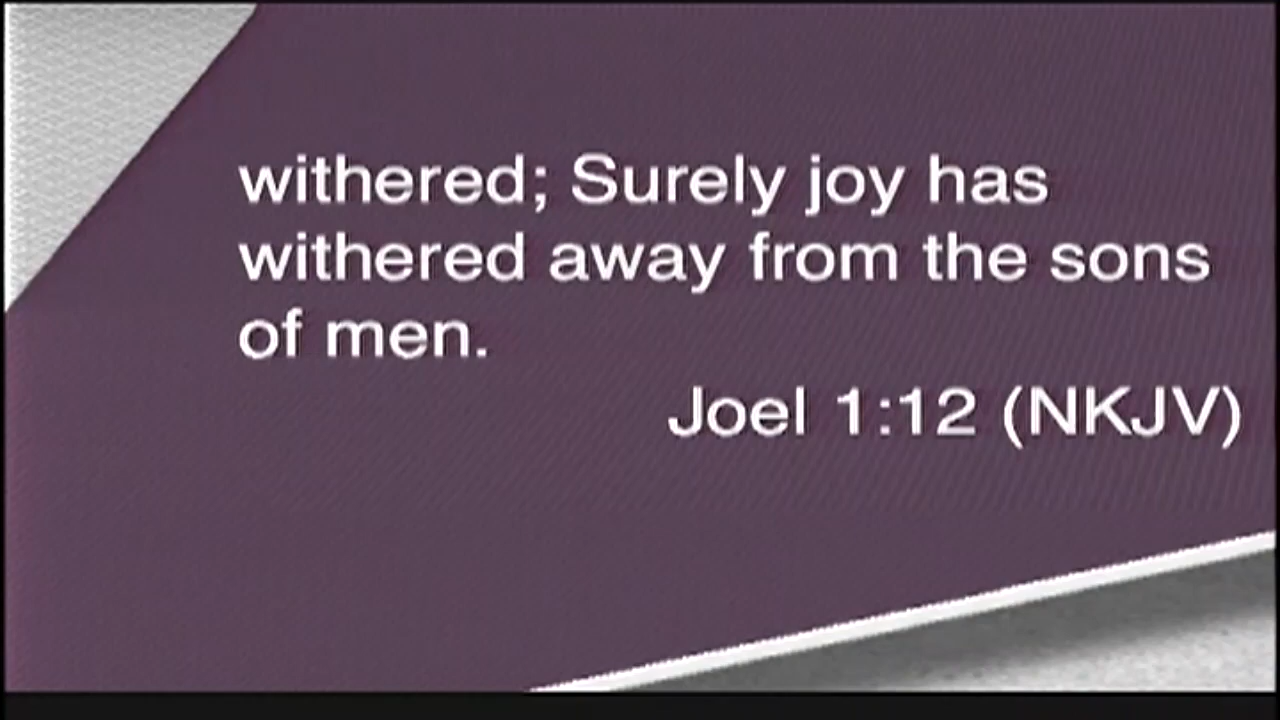 withered; Surely joy has
withered away from the sons
of men.
Joel 1:12 (NKJV)